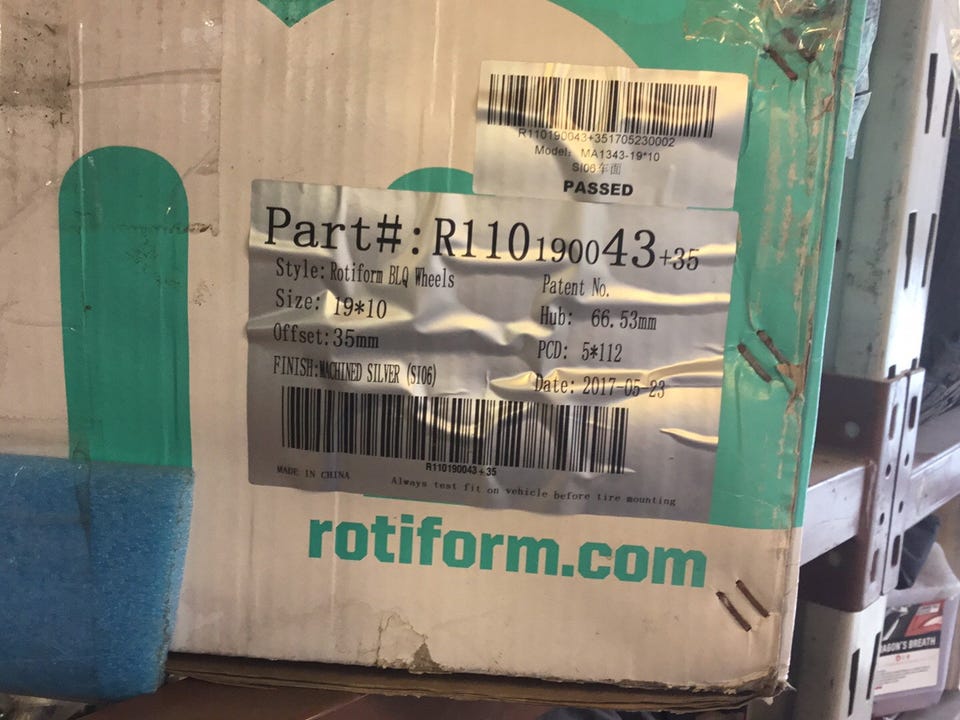 R110190043+351705230002
Model: MA1343-19*10
SI06车面
PASSED
Part#:R110190043+35
Style:Rotiform BLQ Wheels
Patent No.
Size: 19*10
Hub: 66.53mm
Offset:35mm
PCD: 5*112
FINISH:MACHINED SILVER (SI06)
Date: 2017-05-23
R110190043+35
MADE IN CHINA
Always test fit on vehicle before tire mounting
rotiform.com
BREATH